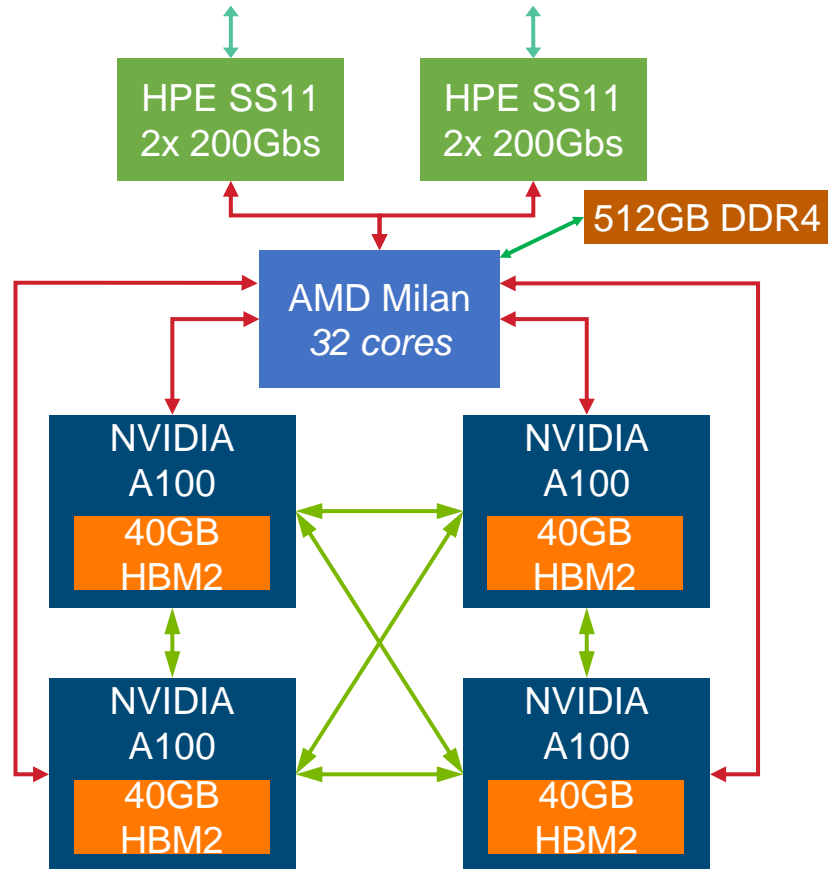 HPE SS11
2x 200Gbs
HPE SS11
2x 200Gbs
512GB DDR4
AMD Milan
32 cores
NVIDIA
A100
40GB
HBM2
NVIDIA
A100
40GB
HBM2
NVIDIA
A100
40GB
HBM2
NVIDIA
A100
40GB
HBM2